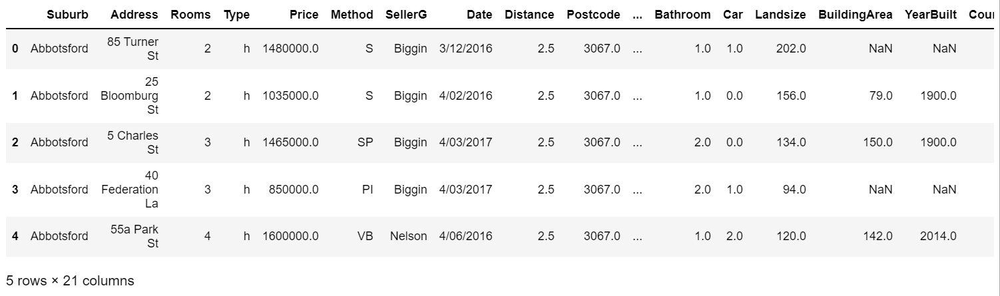 Suburb Address Rooms Type Price Method SellerG Date Distance Postcode ... Bathroom Car Landsize BuildingArea YearBuilt Cour
0 Abbotsford 85 Turner St 2 h 1480000.0 S Biggin 3/12/2016 2.5 3067.0 ... 1.0 1.0 202.0 NaN NaN
1 Abbotsford 25 Bloomburg St 2 h 1035000.0 S Biggin 4/02/2016 2.5 3067.0 ... 1.0 0.0 156.0 79.0 1900.0
2 Abbotsford 5 Charles St 3 h 1465000.0 SP Biggin 4/03/2017 2.5 3067.0 ... 2.0 0.0 134.0 150.0 1900.0
3 Abbotsford 40 Federation La 3 h 850000.0 PI Biggin 4/03/2017 2.5 3067.0 ... 2.0 1.0 94.0 NaN NaN
4 Abbotsford 55a Park St 4 h 1600000.0 VB Nelson 4/06/2016 2.5 3067.0 ... 1.0 2.0 120.0 142.0 2014.0
5 rows × 21 columns